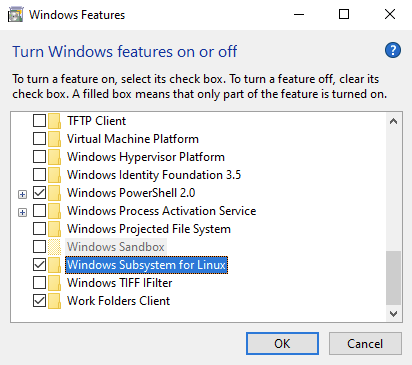 Windows Features
Turn Windows features on or off
To turn a feature on, select its check box. To turn a feature off, clear its
check box. A filled box means that only part of the feature is turned on.
TFTP Client
Virtual Machine Platform
Windows Hypervisor Platform
Windows Identity Foundation 3.5
Windows PowerShell 2.0
Windows Process Activation Service
Windows Projected File System
Windows Sandbox
Windows Subsystem for Linux
Windows TIFF IFilter
Work Folders Client
OK Cancel